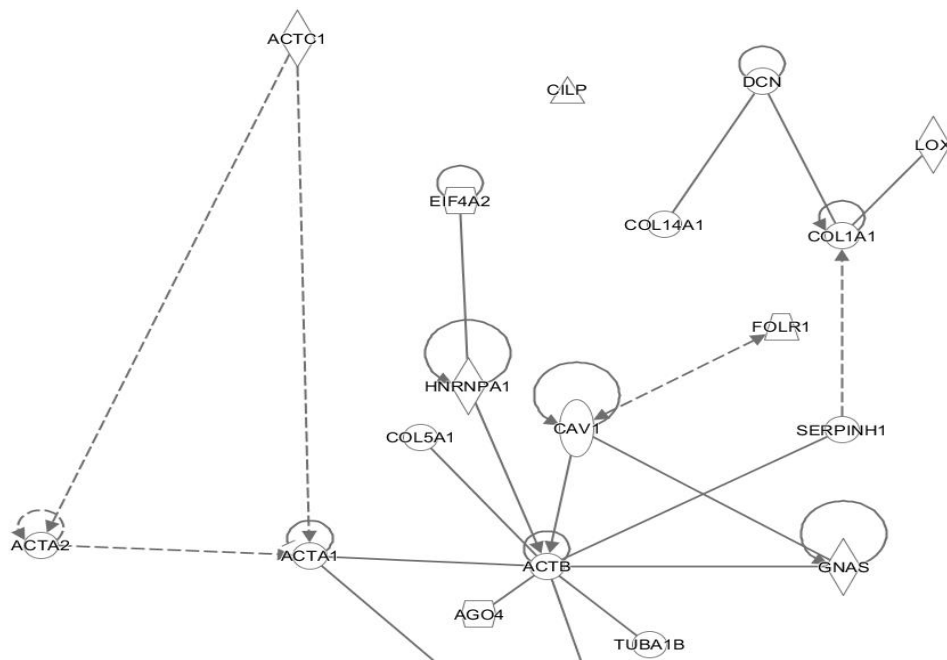 ACTC1
CILP
DCN
LOX
EIF4A2
COL14A1
COL1A1
FOLR1
HNRNPA1
COL5A1
CAV1
SERPINH1
ACTA2
ACTA1
ACTB
GNAS
AGO4
TUBA1B